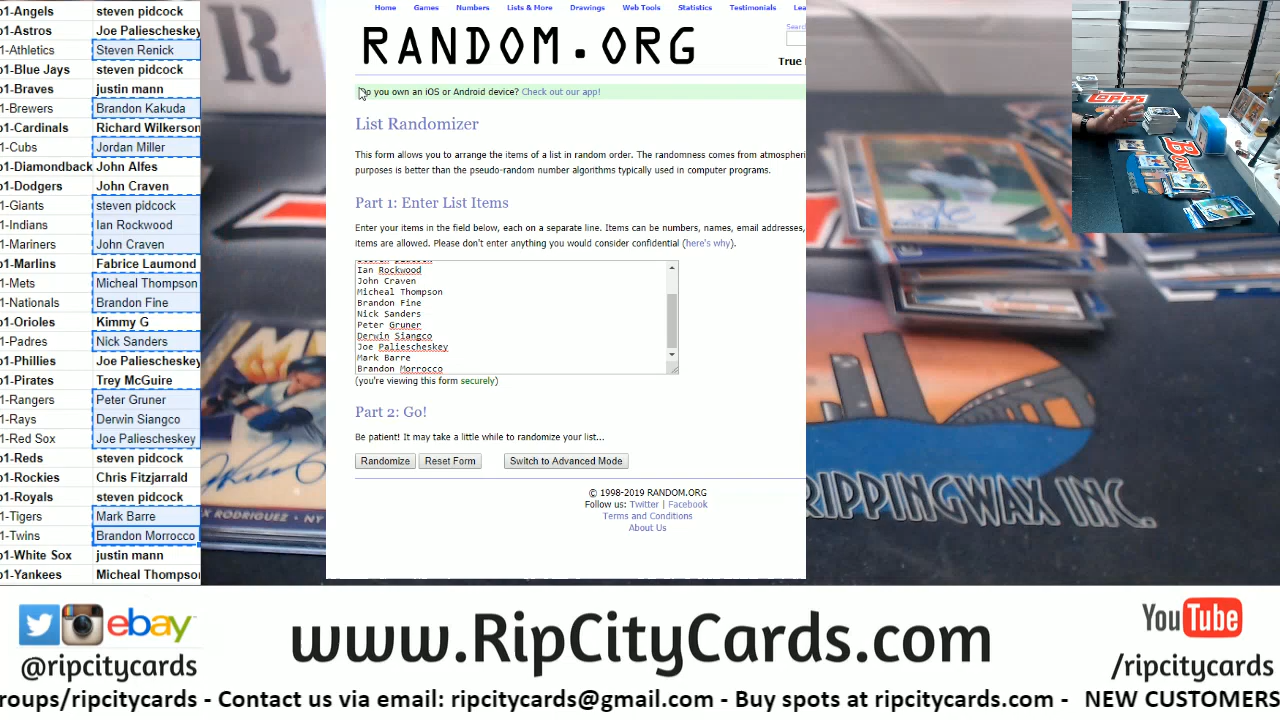 1-Angels steven pidcock
1-Astros Joe Paliescheskey
1-Athletics Steven Renick
1-Blue Jays steven pidcock
1-Braves justin mann
1-Brewers Brandon Kakuda
1-Cardinals Richard Wilkerson
1-Cubs Jordan Miller
1-Diamondback John Alfes
1-Dodgers John Craven
1-Giants steven pidcock
1-Indians Ian Rockwood
1-Mariners John Craven
1-Marlins Fabrice Laumond
1-Mets Micheal Thompson
1-Nationals Brandon Fine
1-Orioles Kimmy G
1-Padres Nick Sanders
1-Phillies Joe Paliescheskey
1-Pirates Trey McGuire
1-Rangers Peter Gruner
1-Rays Derwin Siangco
1-Red Sox Joe Paliescheskey
1-Reds steven pidcock
1-Rockies Chris Fitzjarrald
1-Royals steven pidcock
1-Tigers Mark Barre
1-Twins Brandon Morrocco
1-White Sox justin mann
1-Yankees Micheal Thompso
Home Games Numbers Lists & More Drawings Web Tools Statistics Testimonials Lea
RANDOM.ORG
Search
True
o you own an iOS or Android device? Check out our app!
List Randomizer
This form allows you to arrange the items of a list in random order. The randomness comes from atmospheri
purposes is better than the pseudo-random number algorithms typically used in computer programs.
Part 1: Enter List Items
Enter your items in the field below, each on a separate line. Items can be numbers, names, email addresses,
items are allowed. Please don't enter anything you would consider confidential (here's why).
Ian Rockwood
John Craven
Micheal Thompson
Brandon Fine
Nick Sanders
Peter Gruner
Derwin Siangco
Joe Paliescheskey
Mark Barre
Brandon Morrocco
(you're viewing this form securely)
Part 2: Go!
Be patient! It may take a little while to randomize your list...
Randomize Reset Form Switch to Advanced Mode
© 1998-2019 RANDOM.ORG
Follow us: Twitter | Facebook
Terms and Conditions
About Us
R
topps
Bow
X RODRIGUEZ - NY
RIPPINGWAX INC.
ebay
@ripcitycards
www.RipCityCards.com
YouTube
/ripcitycards
roups/ripcitycards - Contact us via email: ripcitycards@gmail.com - Buy spots at ripcitycards.com - NEW CUSTOMERS